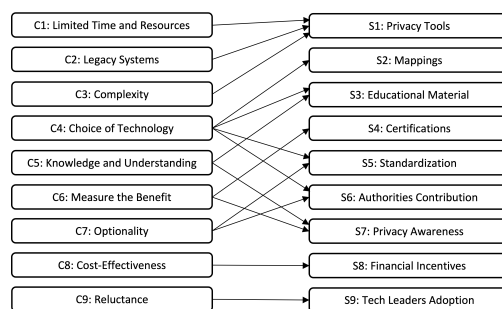 C1: Limited Time and Resources
S1: Privacy Tools
C2: Legacy Systems
S2: Mappings
C3: Complexity
S3: Educational Material
C4: Choice of Technology
S4: Certifications
C5: Knowledge and Understanding
S5: Standardization
C6: Measure the Benefit
S6: Authorities Contribution
C7: Optionality
S7: Privacy Awareness
C8: Cost-Effectiveness
S8: Financial Incentives
C9: Reluctance
S9: Tech Leaders Adoption